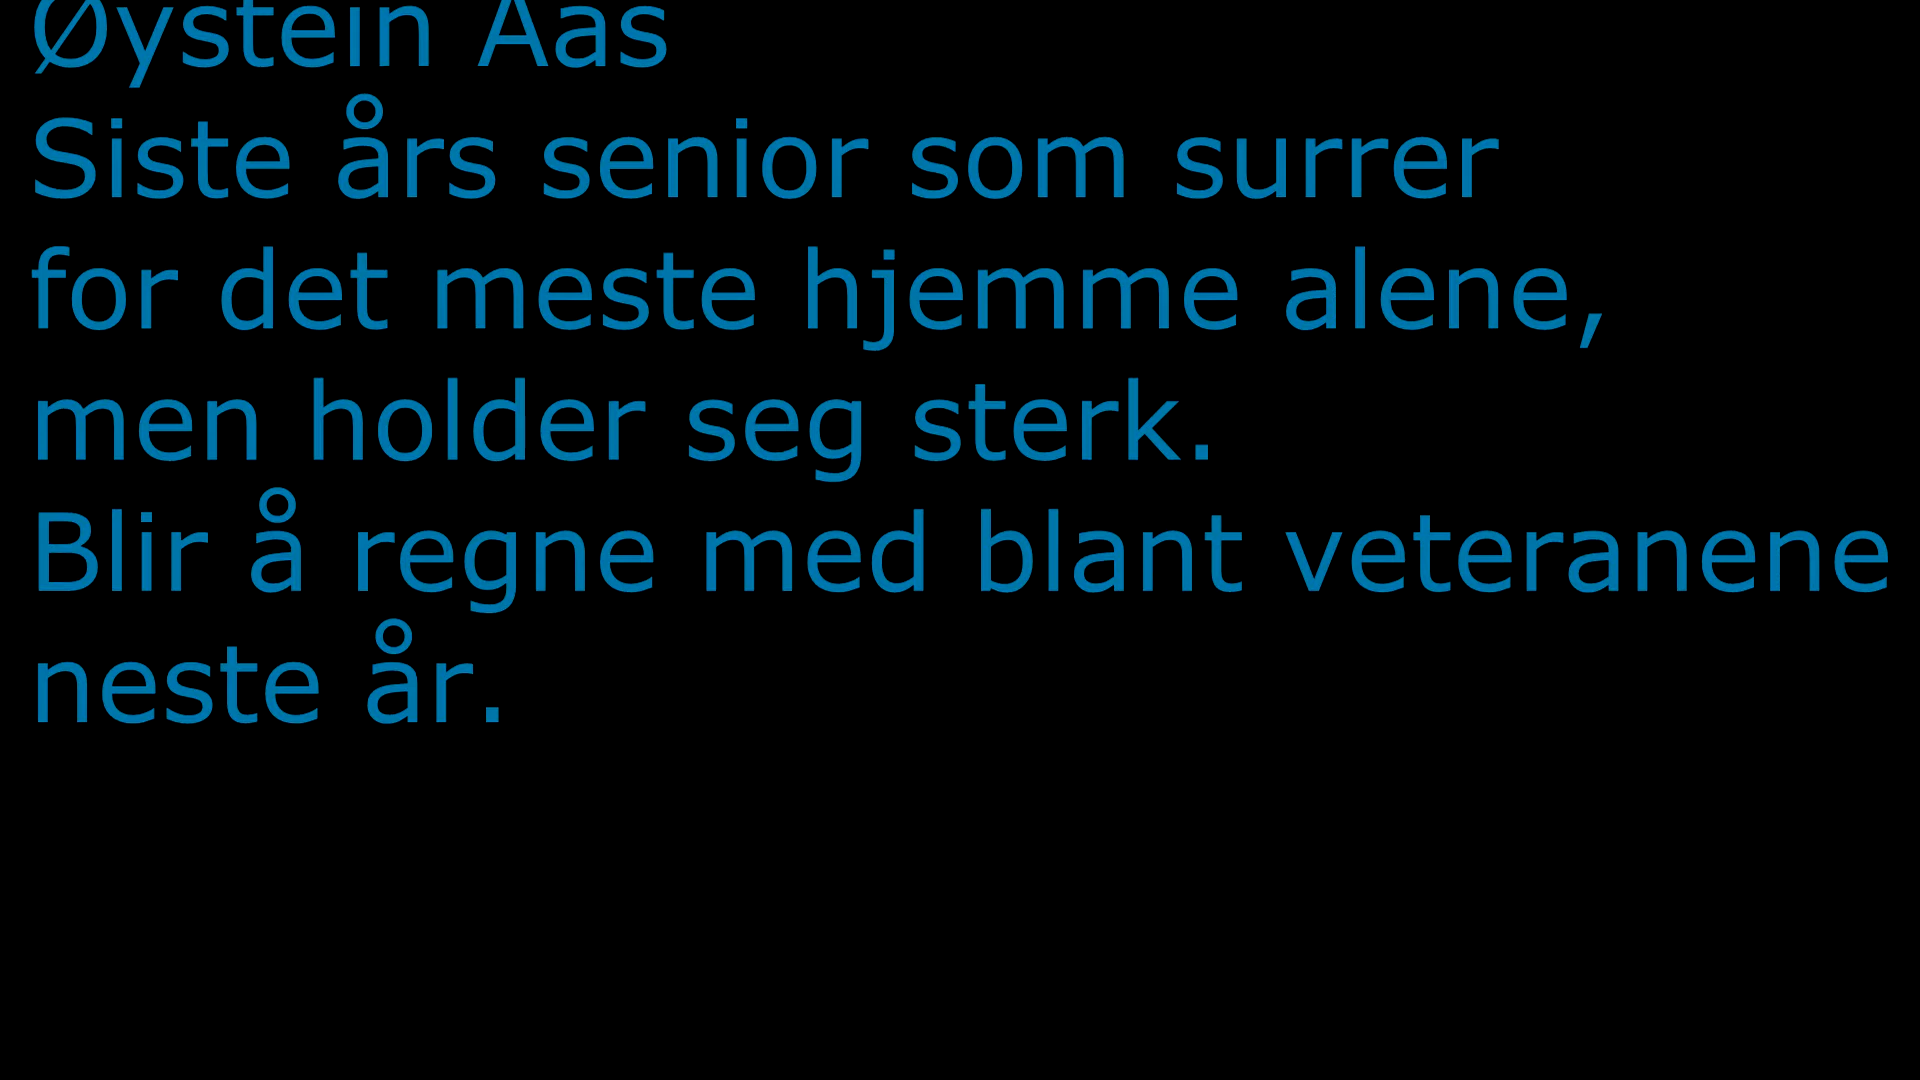 Øystein Aas
Siste års senior som surrer
for det meste hjemme alene,
men holder seg sterk.
Blir å regne med blant veteranene
neste år.